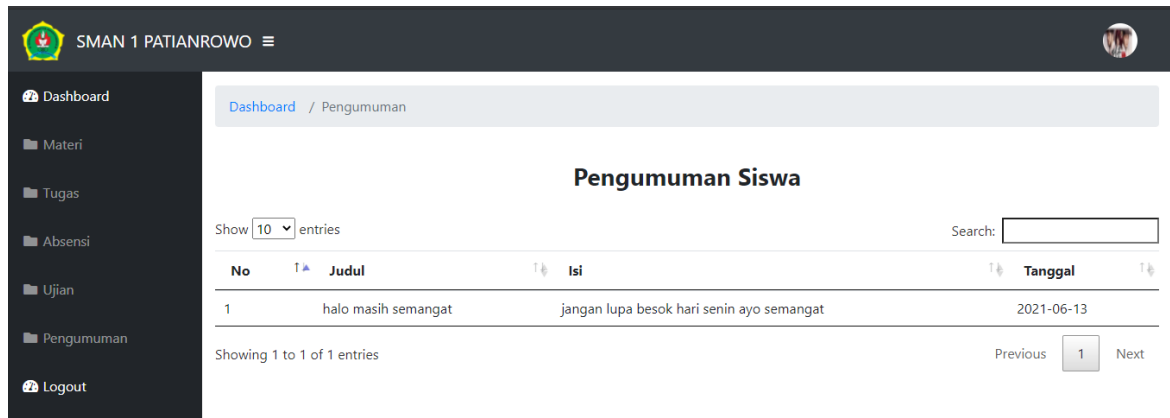 SMAN 1 PATIANROWO
Dashboard
Materi
Tugas
Absensi
Ujian
Pengumuman
Logout
Dashboard / Pengumuman
Pengumuman Siswa
Show 10 entries
Search:
No Judul Isi Tanggal
1 halo masih semangat jangan lupa besok hari senin ayo semangat 2021-06-13
Showing 1 to 1 of 1 entries
Previous 1 Next